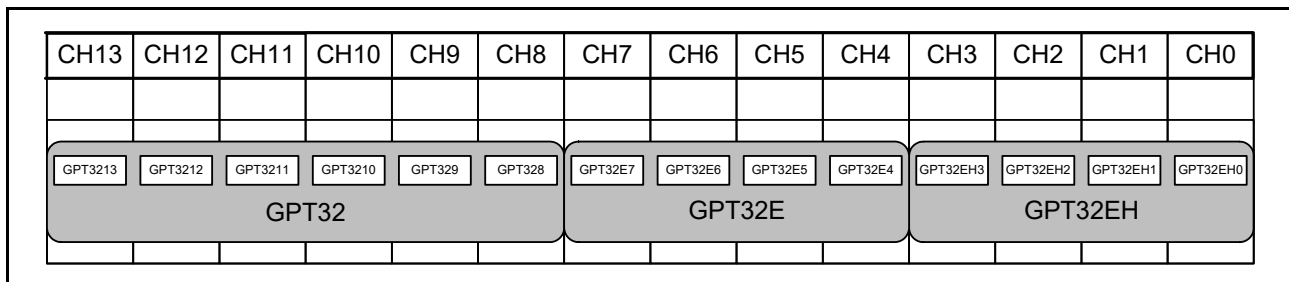 CH13 CH12 CH11 CH10 CH9 CH8 CH7 CH6 CH5 CH4 CH3 CH2 CH1 CH0
GPT3213 GPT3212 GPT3211 GPT3210 GPT329 GPT328 GPT32E7 GPT32E6 GPT32E5 GPT32E4 GPT32EH3 GPT32EH2 GPT32EH1 GPT32EH0
GPT32 GPT32E GPT32EH